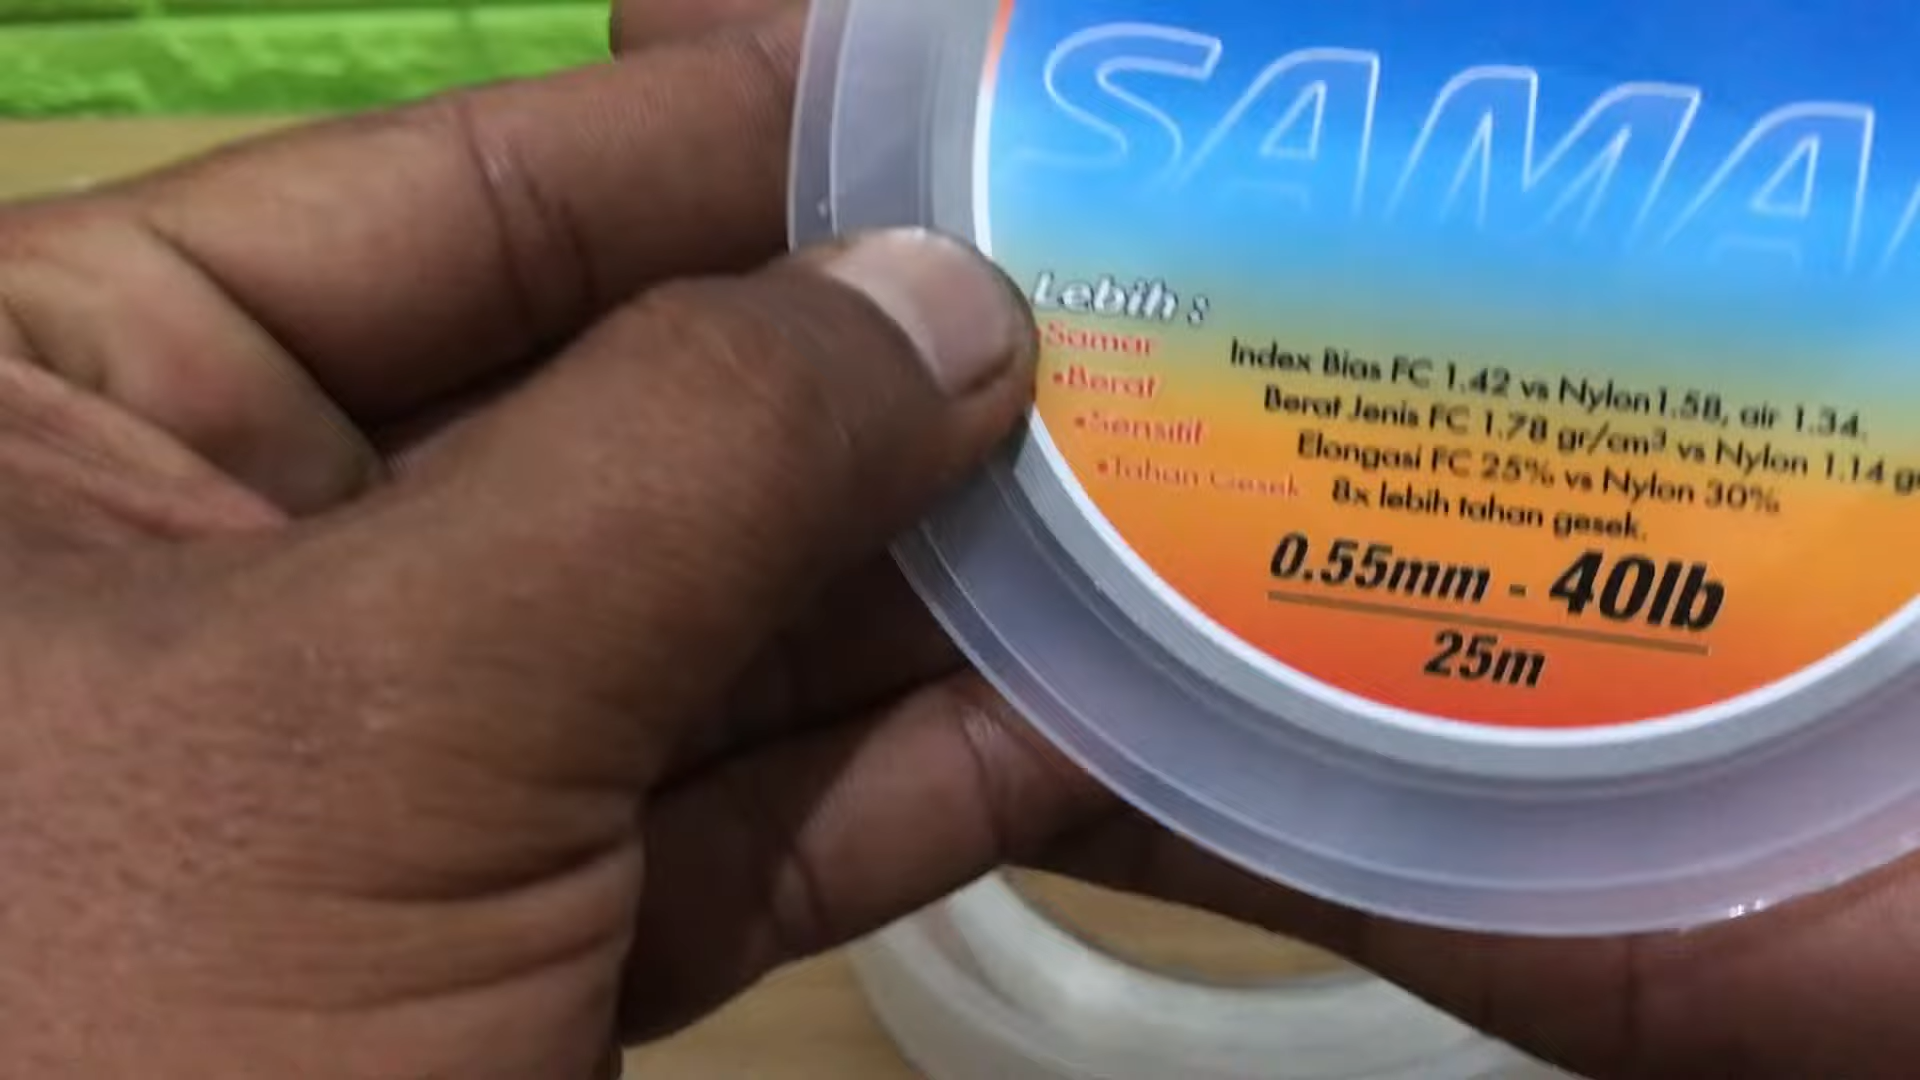 SAMA
Lebih :
•Samar
•Berat
•Sensitif
•Tahan Gesek
Index Bias FC 1.42 vs Nylon1.58, air 1.34.
Berat Jenis FC 1.78 gr/cm³ vs Nylon 1.14 gr
Elongasi FC 25% vs Nylon 30%
8x lebih tahan gesek.
0.55mm - 40lb
25m